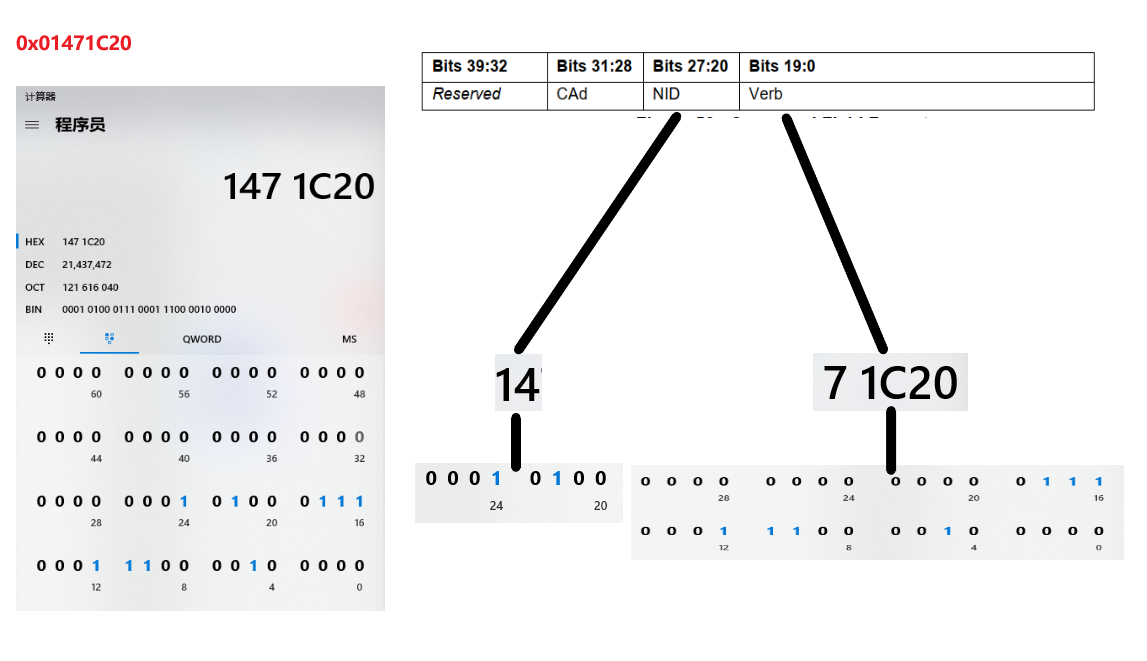 0x01471C20
计算器
程序员
147 1C20
HEX 147 1C20
DEC 21,437,472
OCT 121 616 040
BIN 0001 0100 0111 0001 1100 0010 0000
QWORD MS
0 0 0 0 0 0 0 0 0 0 0 0 0 0 0 0
60 56 52 48
0 0 0 0 0 0 0 0 0 0 0 0 0 0 0 0
44 40 36 32
0 0 0 0 0 0 0 1 0 1 0 0 0 1 1 1
28 24 20 16
0 0 0 1 1 1 0 0 0 0 1 0 0 0 0 0
12 8 4 0
Bits 39:32 Bits 31:28 Bits 27:20 Bits 19:0
Reserved CAd NID Verb
14
7 1C20
0 0 0 1 0 1 0 0
24 20
0 0 0 0 0 0 0 0 0 0 0 0 0 1 1 1
28 24 20 16
0 0 0 1 1 1 0 0 0 0 1 0 0 0 0 0
12 8 4 0